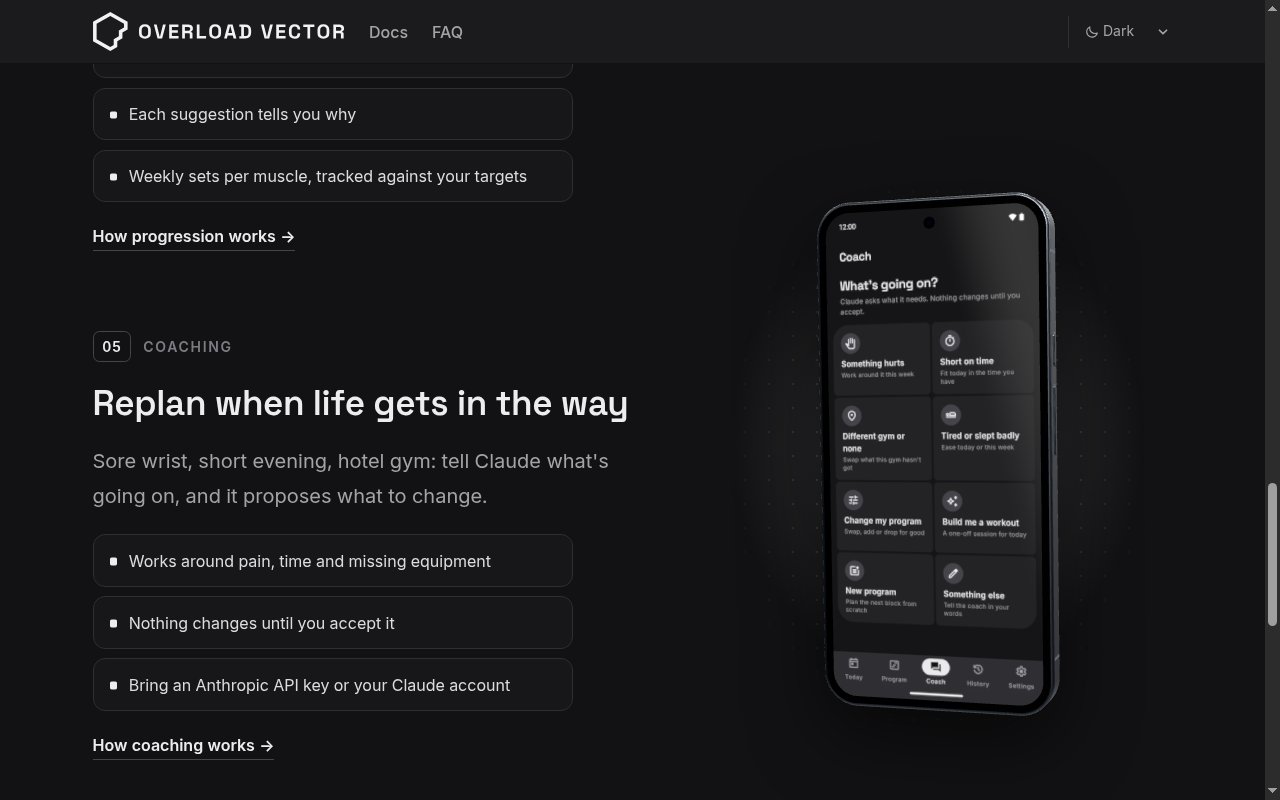 OVERLOAD VECTOR
Docs
FAQ
Dark
Each suggestion tells you why
Weekly sets per muscle, tracked against your targets
How progression works →
05
COACHING
Replan when life gets in the way
Sore wrist, short evening, hotel gym: tell Claude what's
going on, and it proposes what to change.
Works around pain, time and missing equipment
Nothing changes until you accept it
Bring an Anthropic API key or your Claude account
How coaching works →
12:00
Coach
What's going on?
Claude asks what it needs. Nothing changes until you
accept.
Something hurts
Work around it this week
Short on time
Fit today in the time you
have
Different gym or
none
Swap what this gym hasn't
got
Tired or slept badly
Ease today or this week
Change my program
Swap, add or drop for good
Build me a workout
A one-off session for today
New program
Plan the next block from
scratch
Something else
Tell the coach in your
words
Today
Program
Coach
History
Settings